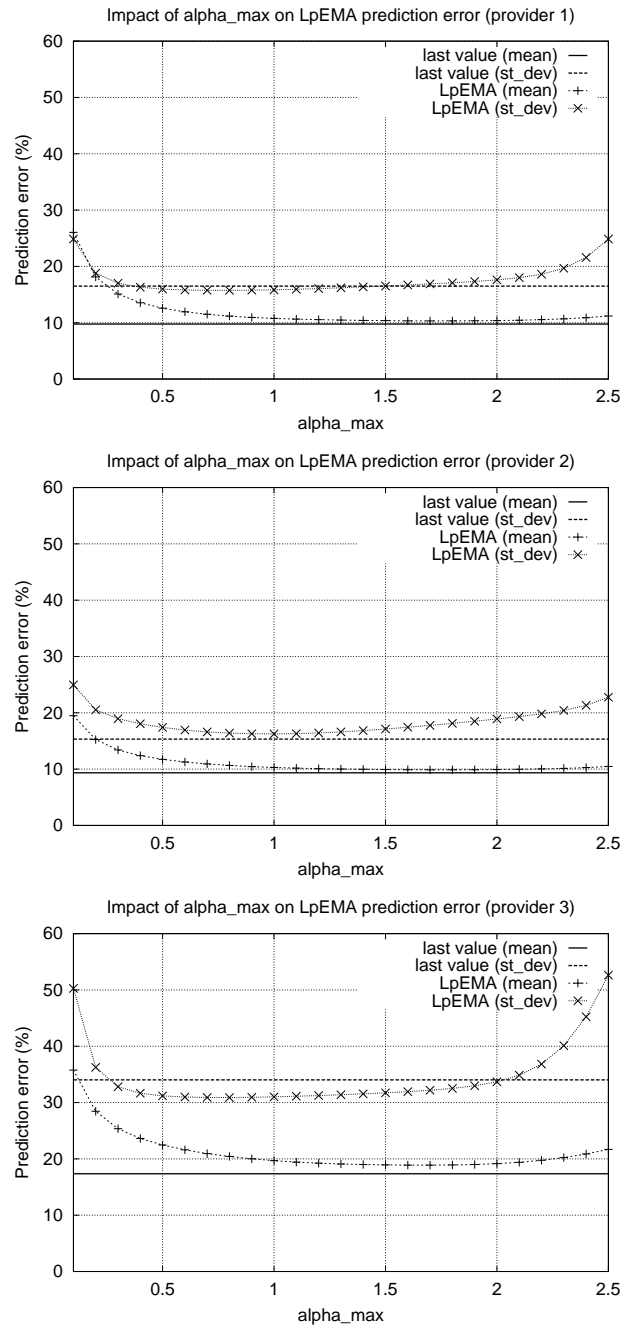 Impact of alpha_max on LpEMA prediction error (provider 1)
60
50
40
30
20
10
0
Prediction error (%)
last value (mean)
last value (st_dev)
LpEMA (mean)
LpEMA (st_dev)
0.5
1
1.5
2
2.5
alpha_max
Impact of alpha_max on LpEMA prediction error (provider 2)
60
50
40
30
20
10
0
Prediction error (%)
last value (mean)
last value (st_dev)
LpEMA (mean)
LpEMA (st_dev)
0.5
1
1.5
2
2.5
alpha_max
Impact of alpha_max on LpEMA prediction error (provider 3)
60
50
40
30
20
10
0
Prediction error (%)
last value (mean)
last value (st_dev)
LpEMA (mean)
LpEMA (st_dev)
0.5
1
1.5
2
2.5
alpha_max